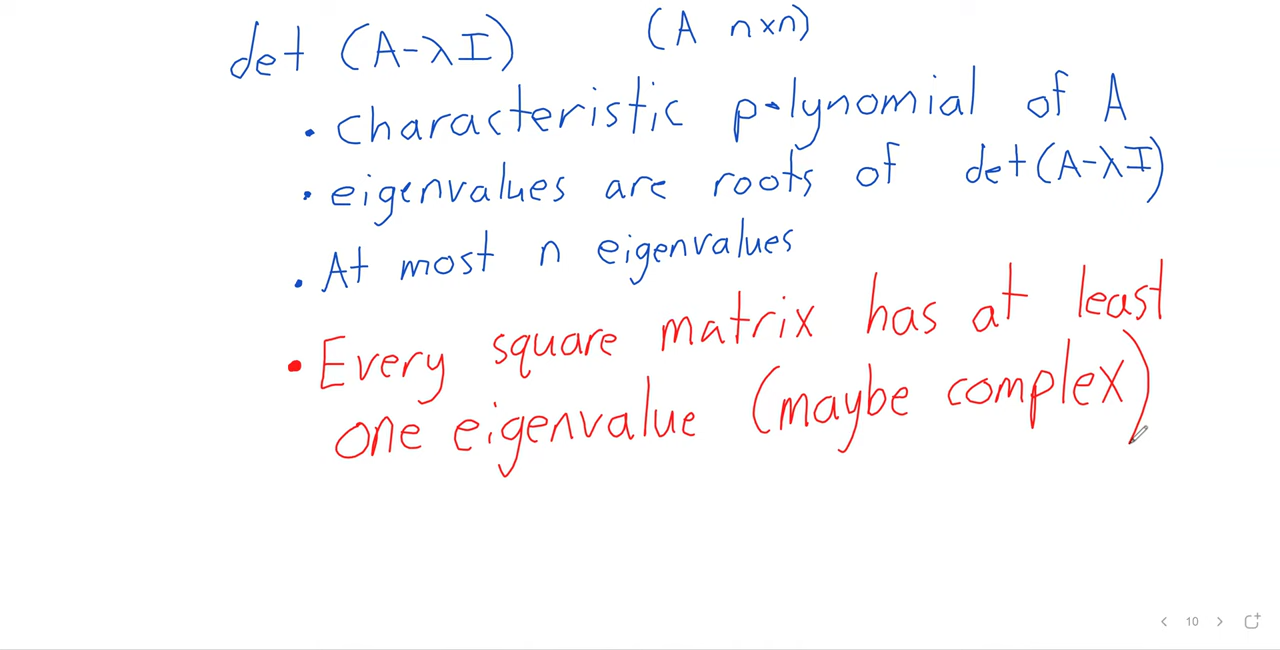 det (A-λI) (A n×n)
• characteristic polynomial of A
• eigenvalues are roots of det(A-λI)
• At most n eigenvalues
• Every square matrix has at least
one eigenvalue (maybe complex)
10